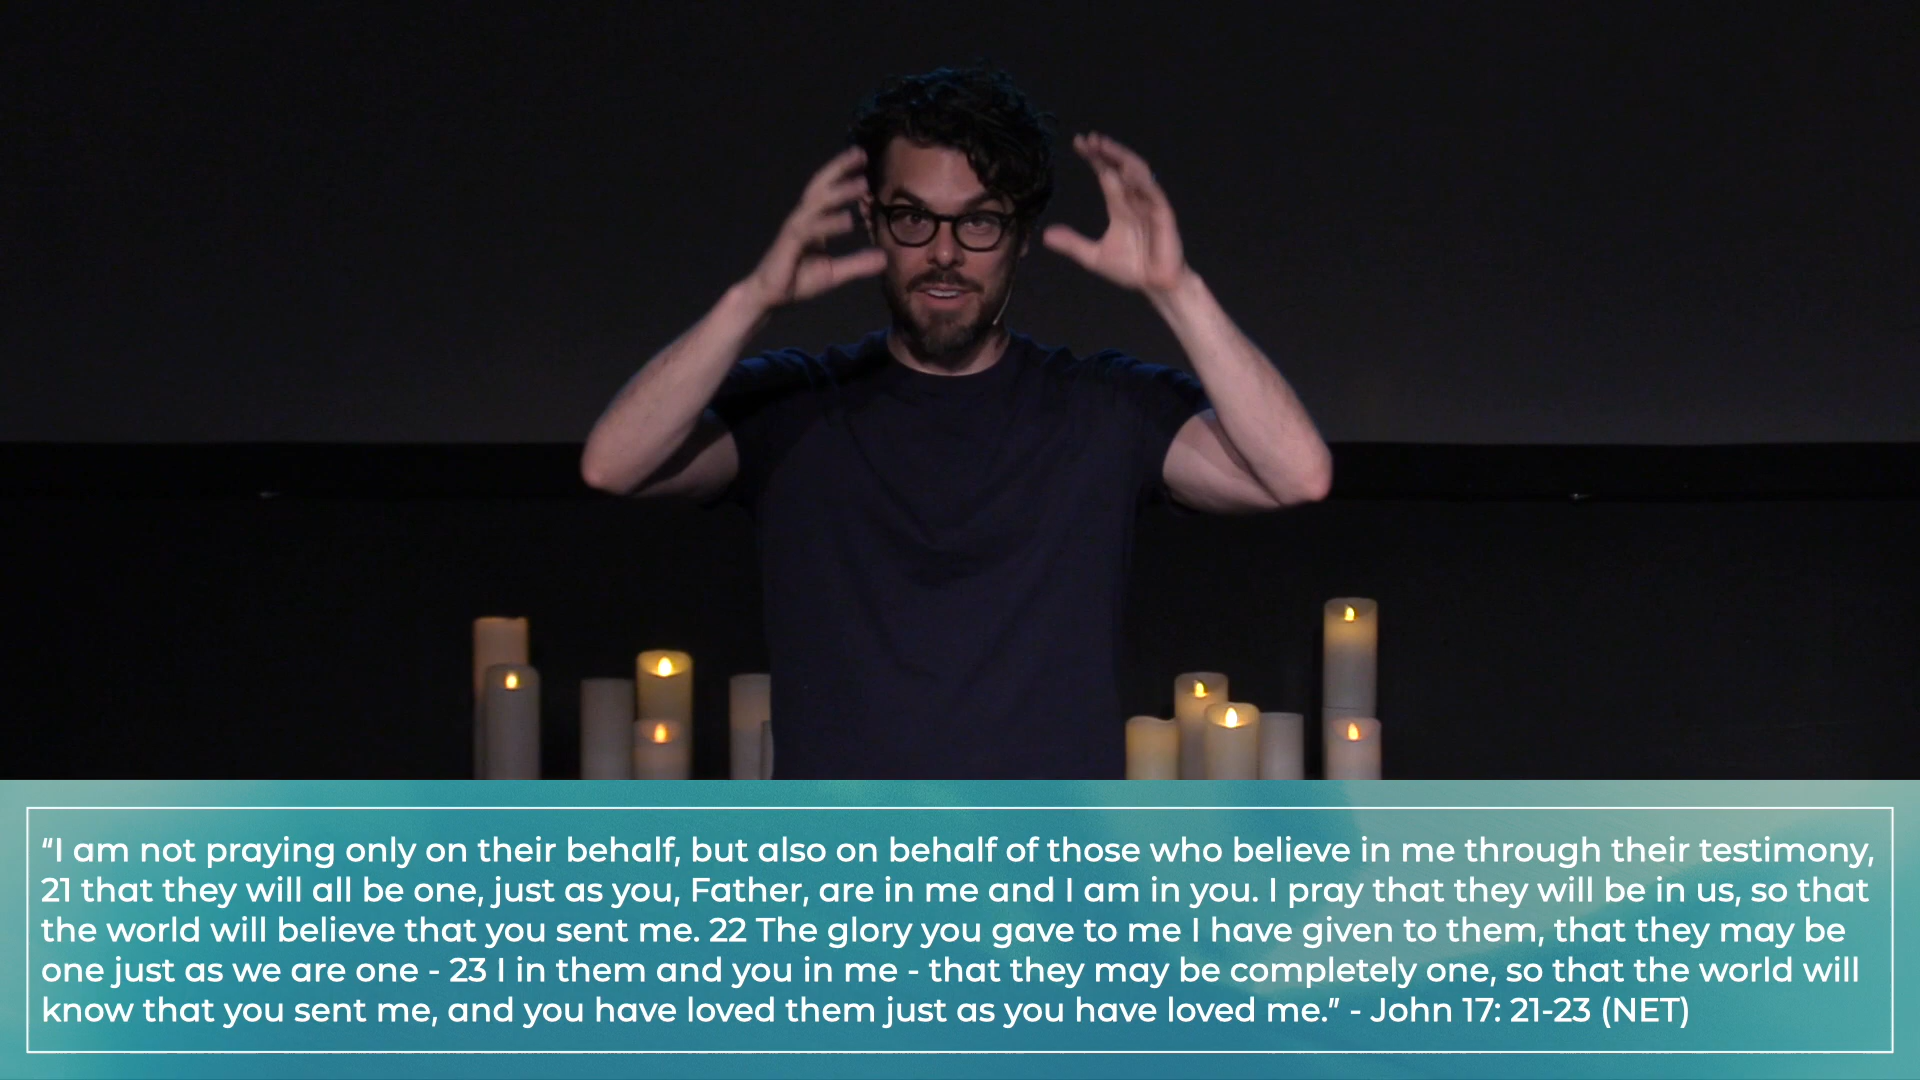 “I am not praying only on their behalf, but also on behalf of those who believe in me through their testimony,
21 that they will all be one, just as you, Father, are in me and I am in you. I pray that they will be in us, so that
the world will believe that you sent me. 22 The glory you gave to me I have given to them, that they may be
one just as we are one - 23 I in them and you in me - that they may be completely one, so that the world will
know that you sent me, and you have loved them just as you have loved me.” - John 17: 21-23 (NET)